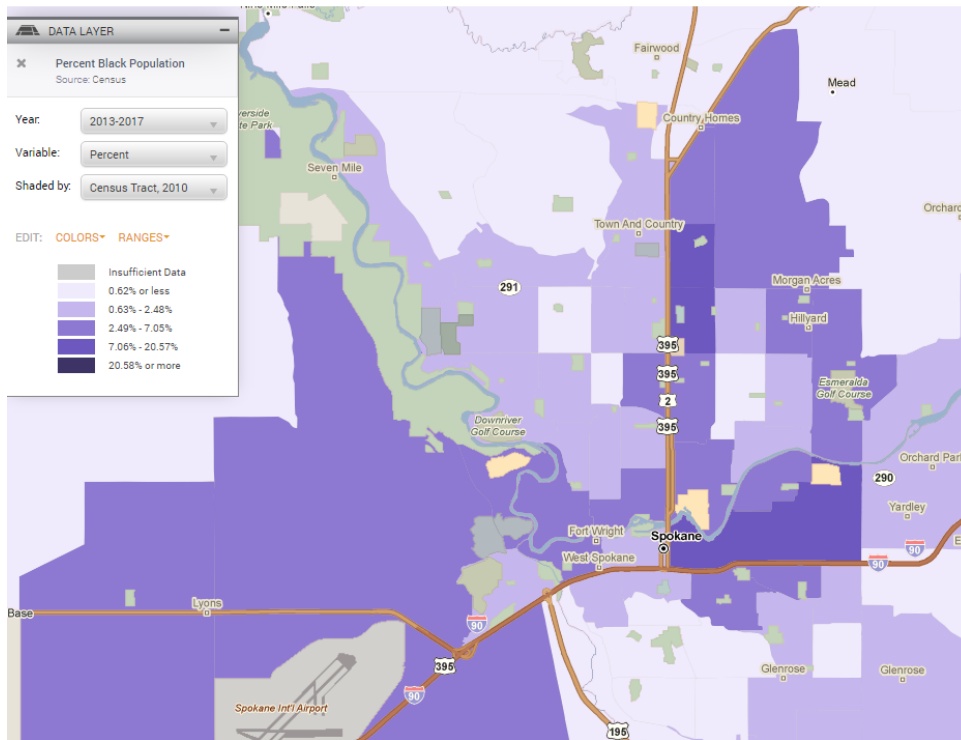 DATA LAYER
Percent Black Population
Source: Census
Year:
2013-2017
Variable:
Percent
Shaded by:
Census Tract, 2010
EDIT:
COLORS
RANGES
Insufficient Data
0.62% or less
0.63% - 2.48%
2.49% - 7.05%
7.06% - 20.57%
20.58% or more
Fairwood
Mead
Country Homes
Seven Mile
Orchard
Town And Country
Morgan Acres
291
Hillyard
395
395
2
395
Esmeralda
Golf Course
Downriver
Golf Course
Orchard Park
290
Yardley
Fort Wright
Spokane
West Spokane
90
90
E
Base
Lyons
90
395
90
Glenrose
Glenrose
Spokane Int'l Airport
195